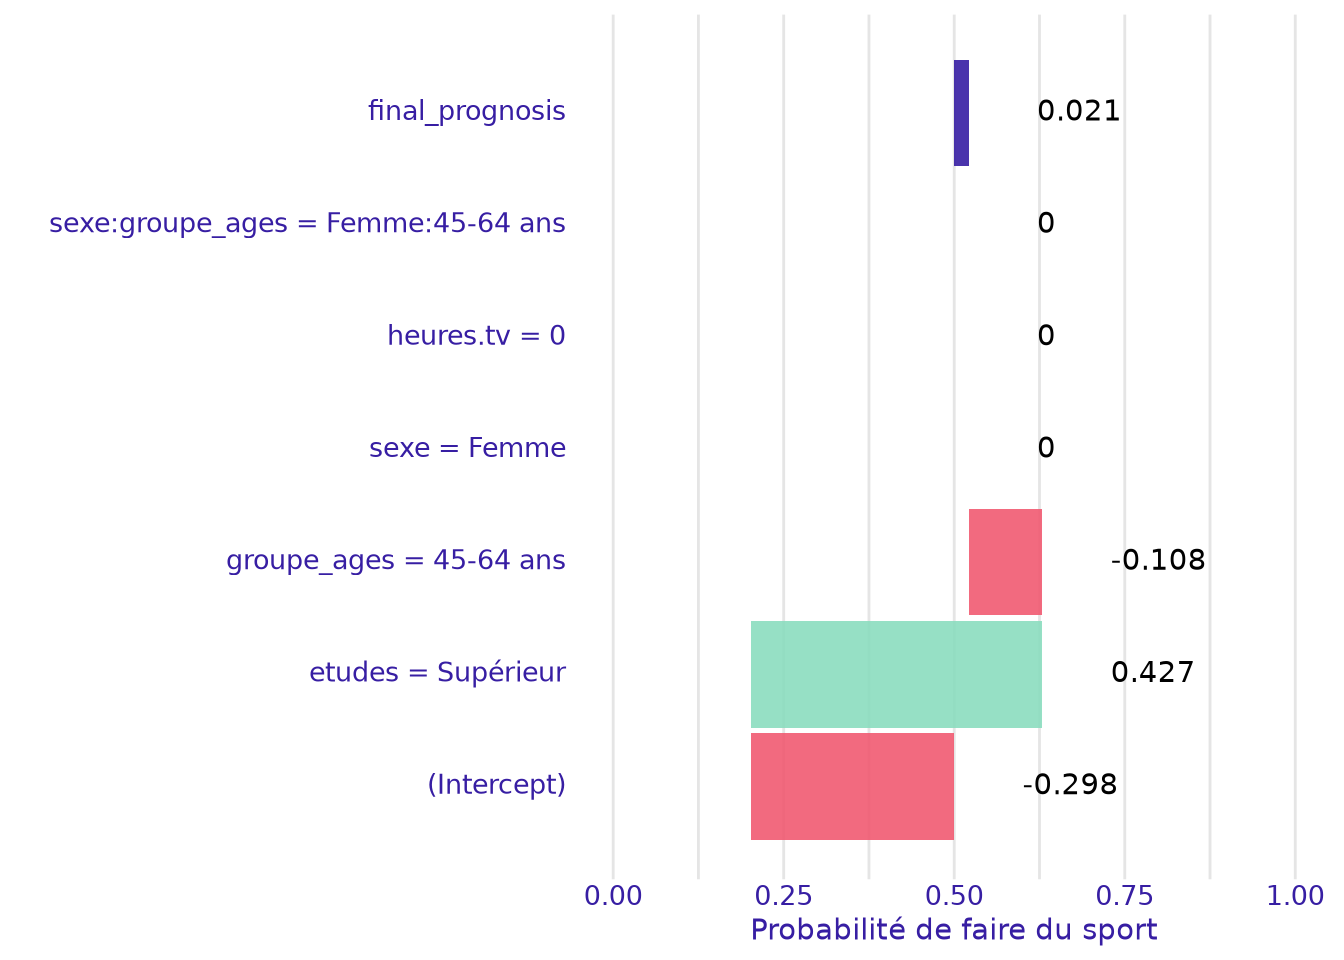 final_prognosis 0.021
sexe:groupe_ages = Femme:45-64 ans 0
heures.tv = 0 0
sexe = Femme 0
groupe_ages = 45-64 ans -0.108
etudes = Supérieur 0.427
(Intercept) -0.298
0.00 0.25 0.50 0.75 1.00
Probabilité de faire du sport